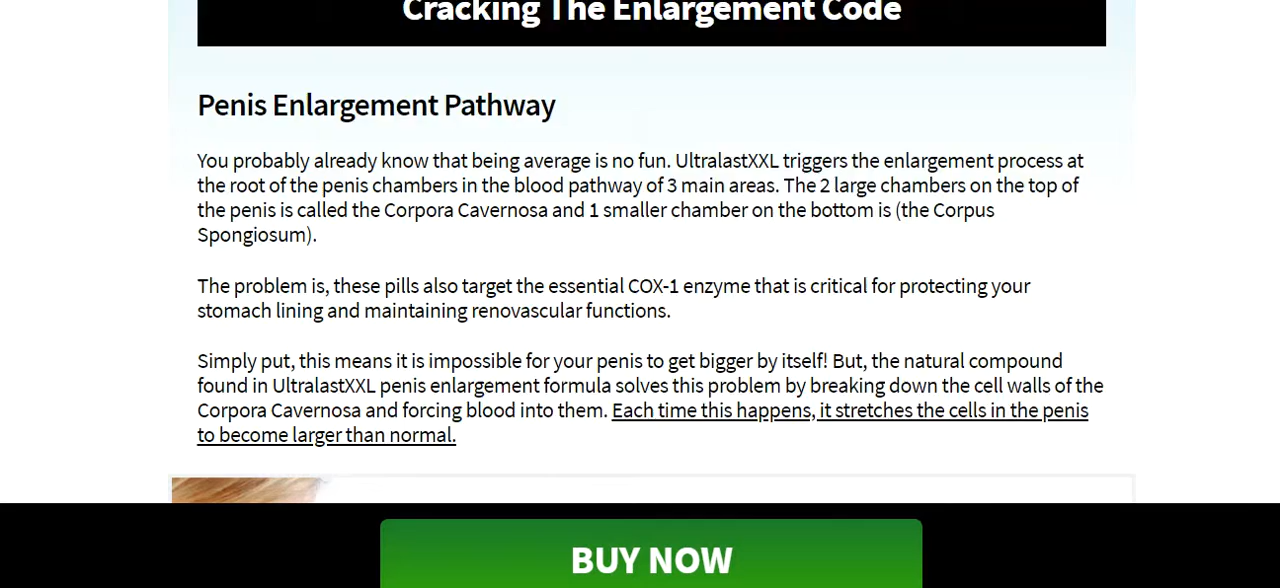 Cracking The Enlargement Code
Penis Enlargement Pathway
You probably already know that being average is no fun. UltralastXXL triggers the enlargement process at
the root of the penis chambers in the blood pathway of 3 main areas. The 2 large chambers on the top of
the penis is called the Corpora Cavernosa and 1 smaller chamber on the bottom is (the Corpus
Spongiosum).
The problem is, these pills also target the essential COX-1 enzyme that is critical for protecting your
stomach lining and maintaining renovascular functions.
Simply put, this means it is impossible for your penis to get bigger by itself! But, the natural compound
found in UltralastXXL penis enlargement formula solves this problem by breaking down the cell walls of the
Corpora Cavernosa and forcing blood into them. Each time this happens, it stretches the cells in the penis
to become larger than normal.
BUY NOW